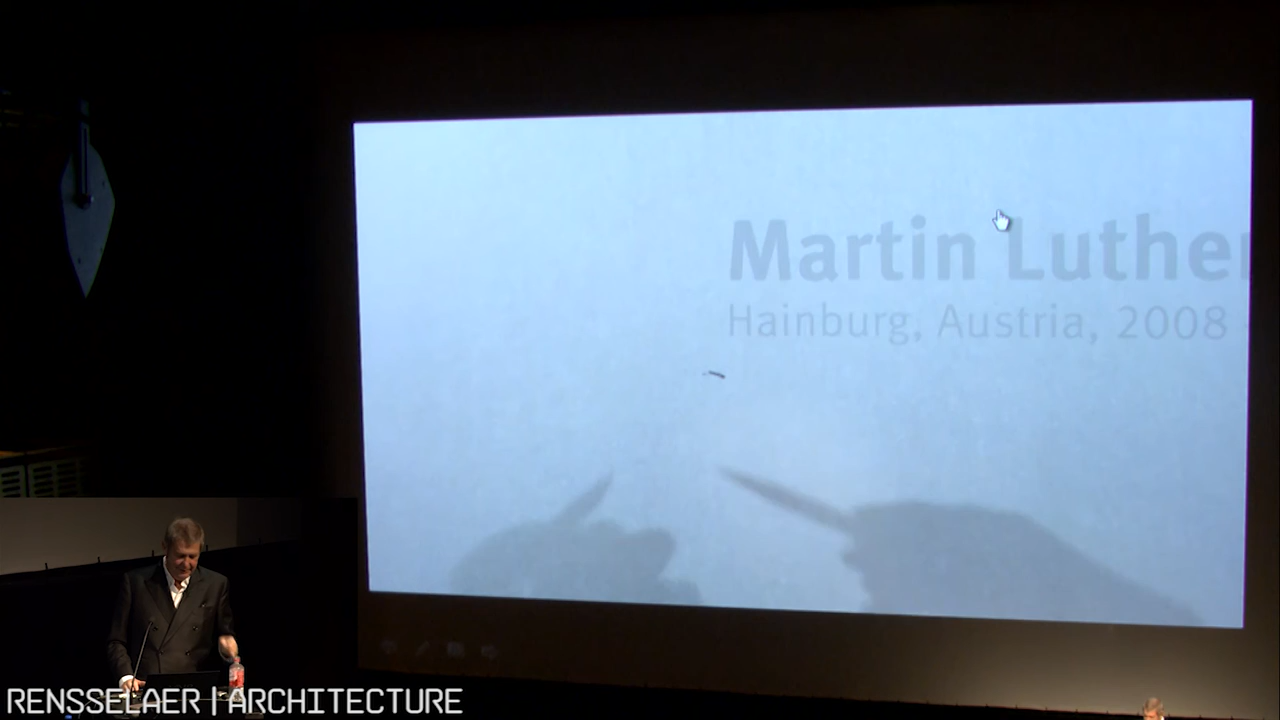 Martin Luther
Hainburg, Austria, 2008
RENSSELAER | ARCHITECTURE